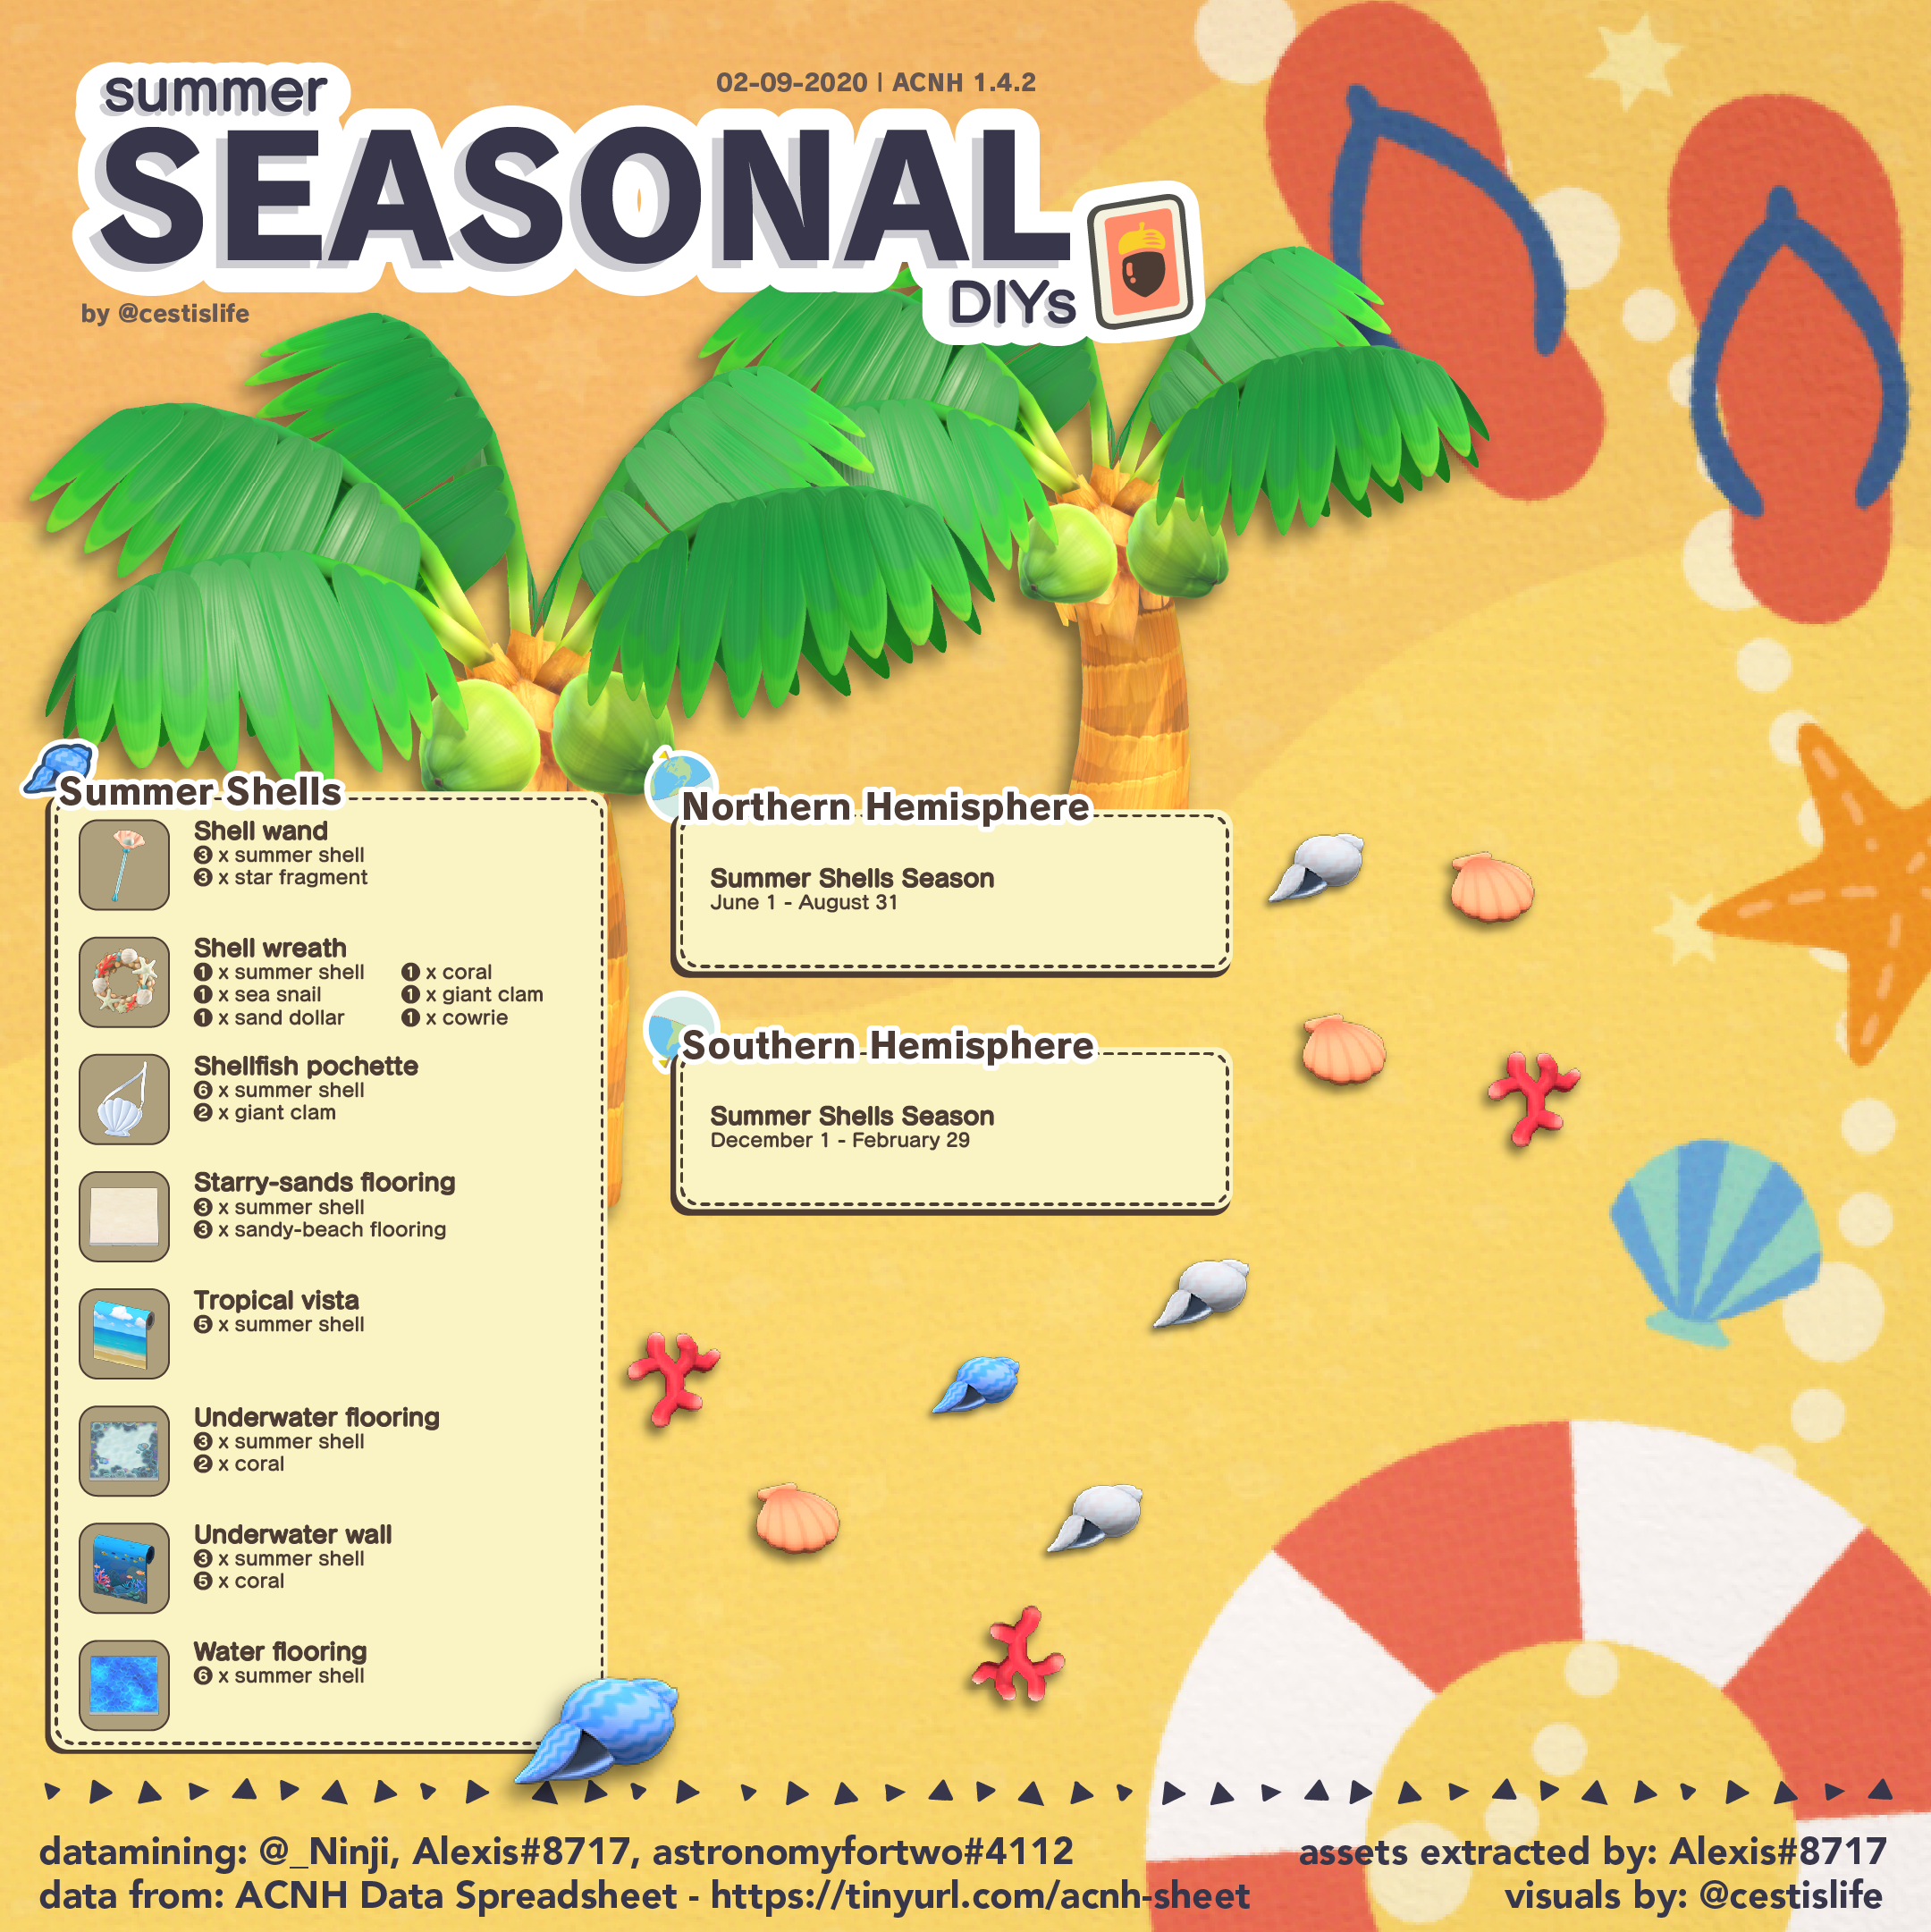 summer
02-09-2020 | ACNH 1.4.2
SEASONAL
DIYs
by @cestislife
Summer Shells
Shell wand
3 x summer shell
3 x star fragment
Shell wreath
1 x summer shell
1 x sea snail
1 x sand dollar
1 x coral
1 x giant clam
1 x cowrie
Shellfish pochette
6 x summer shell
2 x giant clam
Starry-sands flooring
3 x summer shell
3 x sandy-beach flooring
Tropical vista
5 x summer shell
Underwater flooring
3 x summer shell
2 x coral
Underwater wall
3 x summer shell
5 x coral
Water flooring
6 x summer shell
Northern Hemisphere
Summer Shells Season
June 1 - August 31
Southern Hemisphere
Summer Shells Season
December 1 - February 29
datamining: @_Ninji, Alexis#8717, astronomyfortwo#4112
data from: ACNH Data Spreadsheet - https://tinyurl.com/acnh-sheet
assets extracted by: Alexis#8717
visuals by: @cestislife